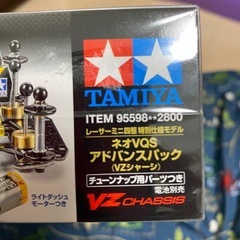 TAMIYA
ITEM 95598**2800
レーサーミニ四駆 特別仕様モデル
ネオVQS
アドバンスパック
(VZシャーシ)
チューンナップ用パーツつき
電池別売
VZ CHASSIS
ライトダッシュ
モーターつき